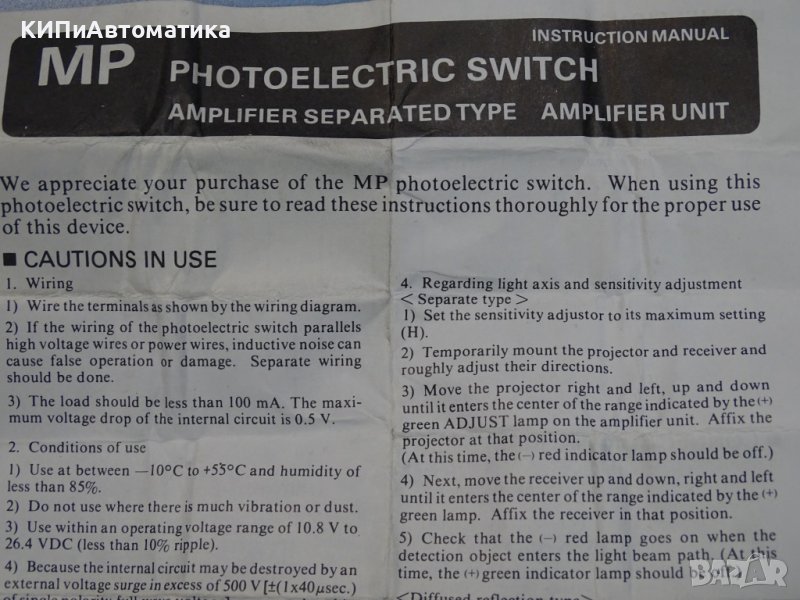 КИПиАвтоматика
INSTRUCTION MANUAL
MP PHOTOELECTRIC SWITCH
AMPLIFIER SEPARATED TYPE AMPLIFIER UNIT
We appreciate your purchase of the MP photoelectric switch. When using this
photoelectric switch, be sure to read these instructions thoroughly for the proper use
of this device.
■ CAUTIONS IN USE
1. Wiring
1) Wire the terminals as shown by the wiring diagram.
2) If the wiring of the photoelectric switch parallels
high voltage wires or power wires, inductive noise can
cause false operation or damage. Separate wiring
should be done.
3) The load should be less than 100 mA. The maxi-
mum voltage drop of the internal circuit is 0.5 V.
2. Conditions of use
1) Use at between —10°C to +55°C and humidity of
less than 85%.
2) Do not use where there is much vibration or dust.
3) Use within an operating voltage range of 10.8 V to
26.4 VDC (less than 10% ripple).
4) Because the internal circuit may be destroyed by an
external voltage surge in excess of 500 V [±(1x40μsec.)
4. Regarding light axis and sensitivity adjustment
< Separate type >
1) Set the sensitivity adjustor to its maximum setting
(H).
2) Temporarily mount the projector and receiver and
roughly adjust their directions.
3) Move the projector right and left, up and down
until it enters the center of the range indicated by the (+)
green ADJUST lamp on the amplifier unit. Affix the
projector at that position.
(At this time, the (—) red indicator lamp should be off.)
4) Next, move the receiver up and down, right and left
until it enters the center of the range indicated by the (+)
green lamp. Affix the receiver in that position.
5) Check that the (—) red lamp goes on when the
detection object enters the light beam path. (At this
time, the (+) green indicator lamp should be off.)
<Diffused reflection type>